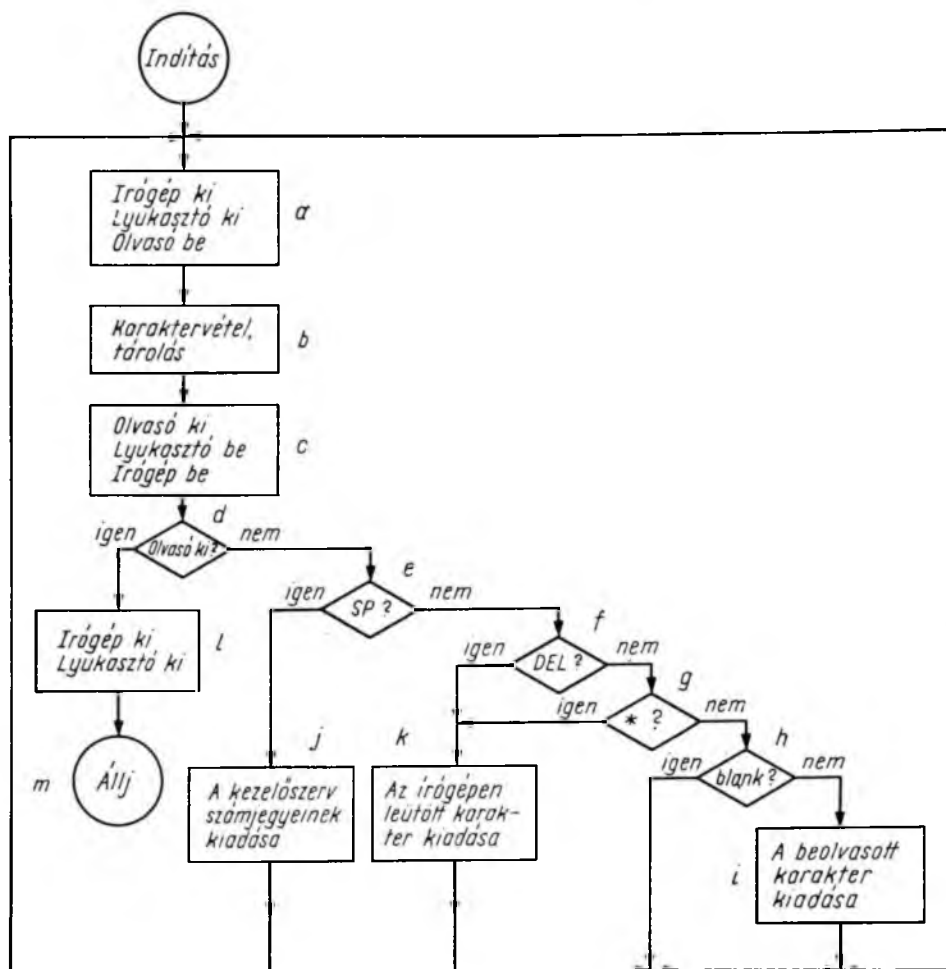 Indítás
Irógép ki
Lyukasztó ki
Olvasó be
a
Karaktervétel,
tárolás
b
Olvasó ki
Lyukasztó be
Irógép be
c
d
igen
Olvasó ki?
nem
e
igen
SP ?
nem
Irógép ki
Lyukasztó ki
l
f
igen
DEL ?
nem
g
igen
* ?
nem
m
Állj
j
k
h
igen
blank?
nem
A kezelőszerv
számjegyeinek
kiadása
Az írógépen
leütött karak-
ter kiadása
i
A beolvasott
karakter
kiadása